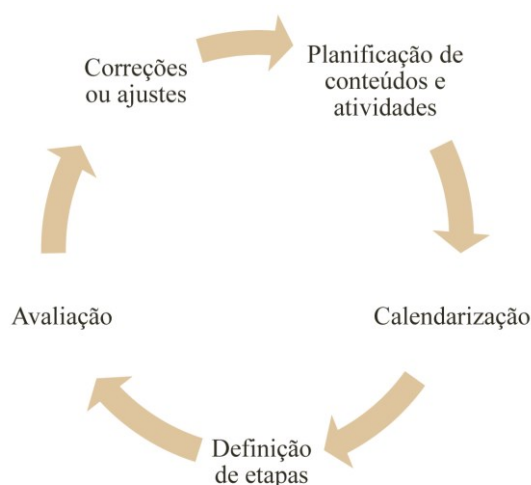 Correções
ou ajustes
Planificação de
conteúdos e
atividades
Calendarização
Definição
de etapas
Avaliação